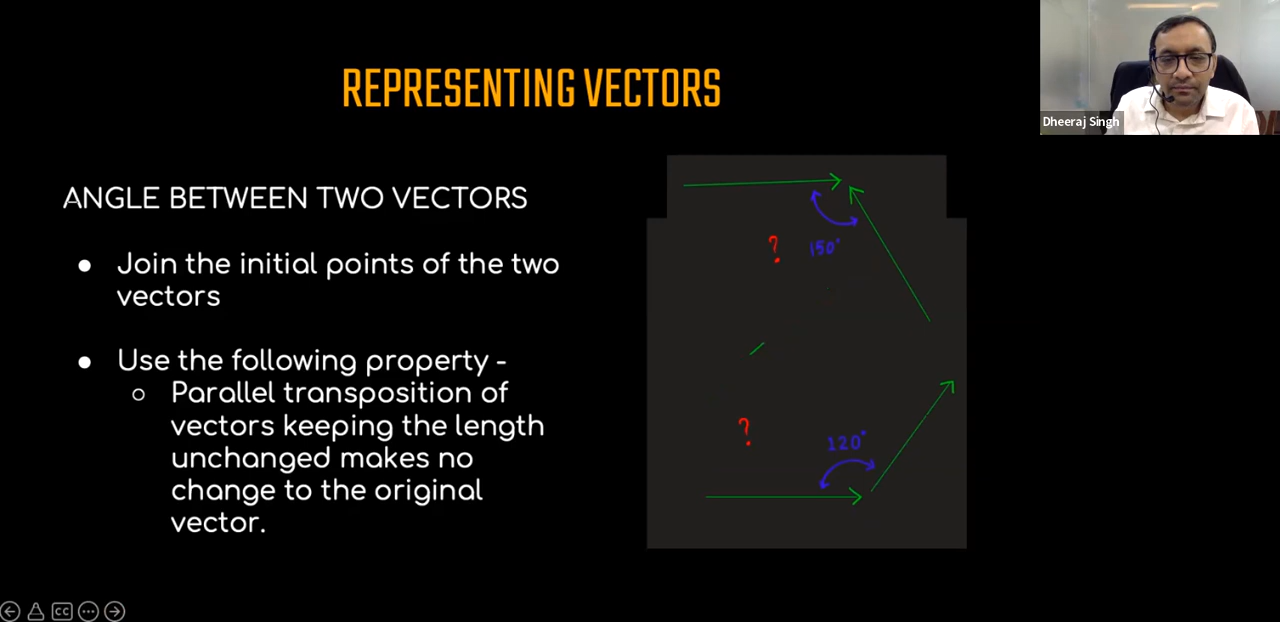 REPRESENTING VECTORS
Dheeraj Singh
ANGLE BETWEEN TWO VECTORS
● Join the initial points of the two
vectors
● Use the following property -
○ Parallel transposition of
vectors keeping the length
unchanged makes no
change to the original
vector.
? 150°
? 120°
CC